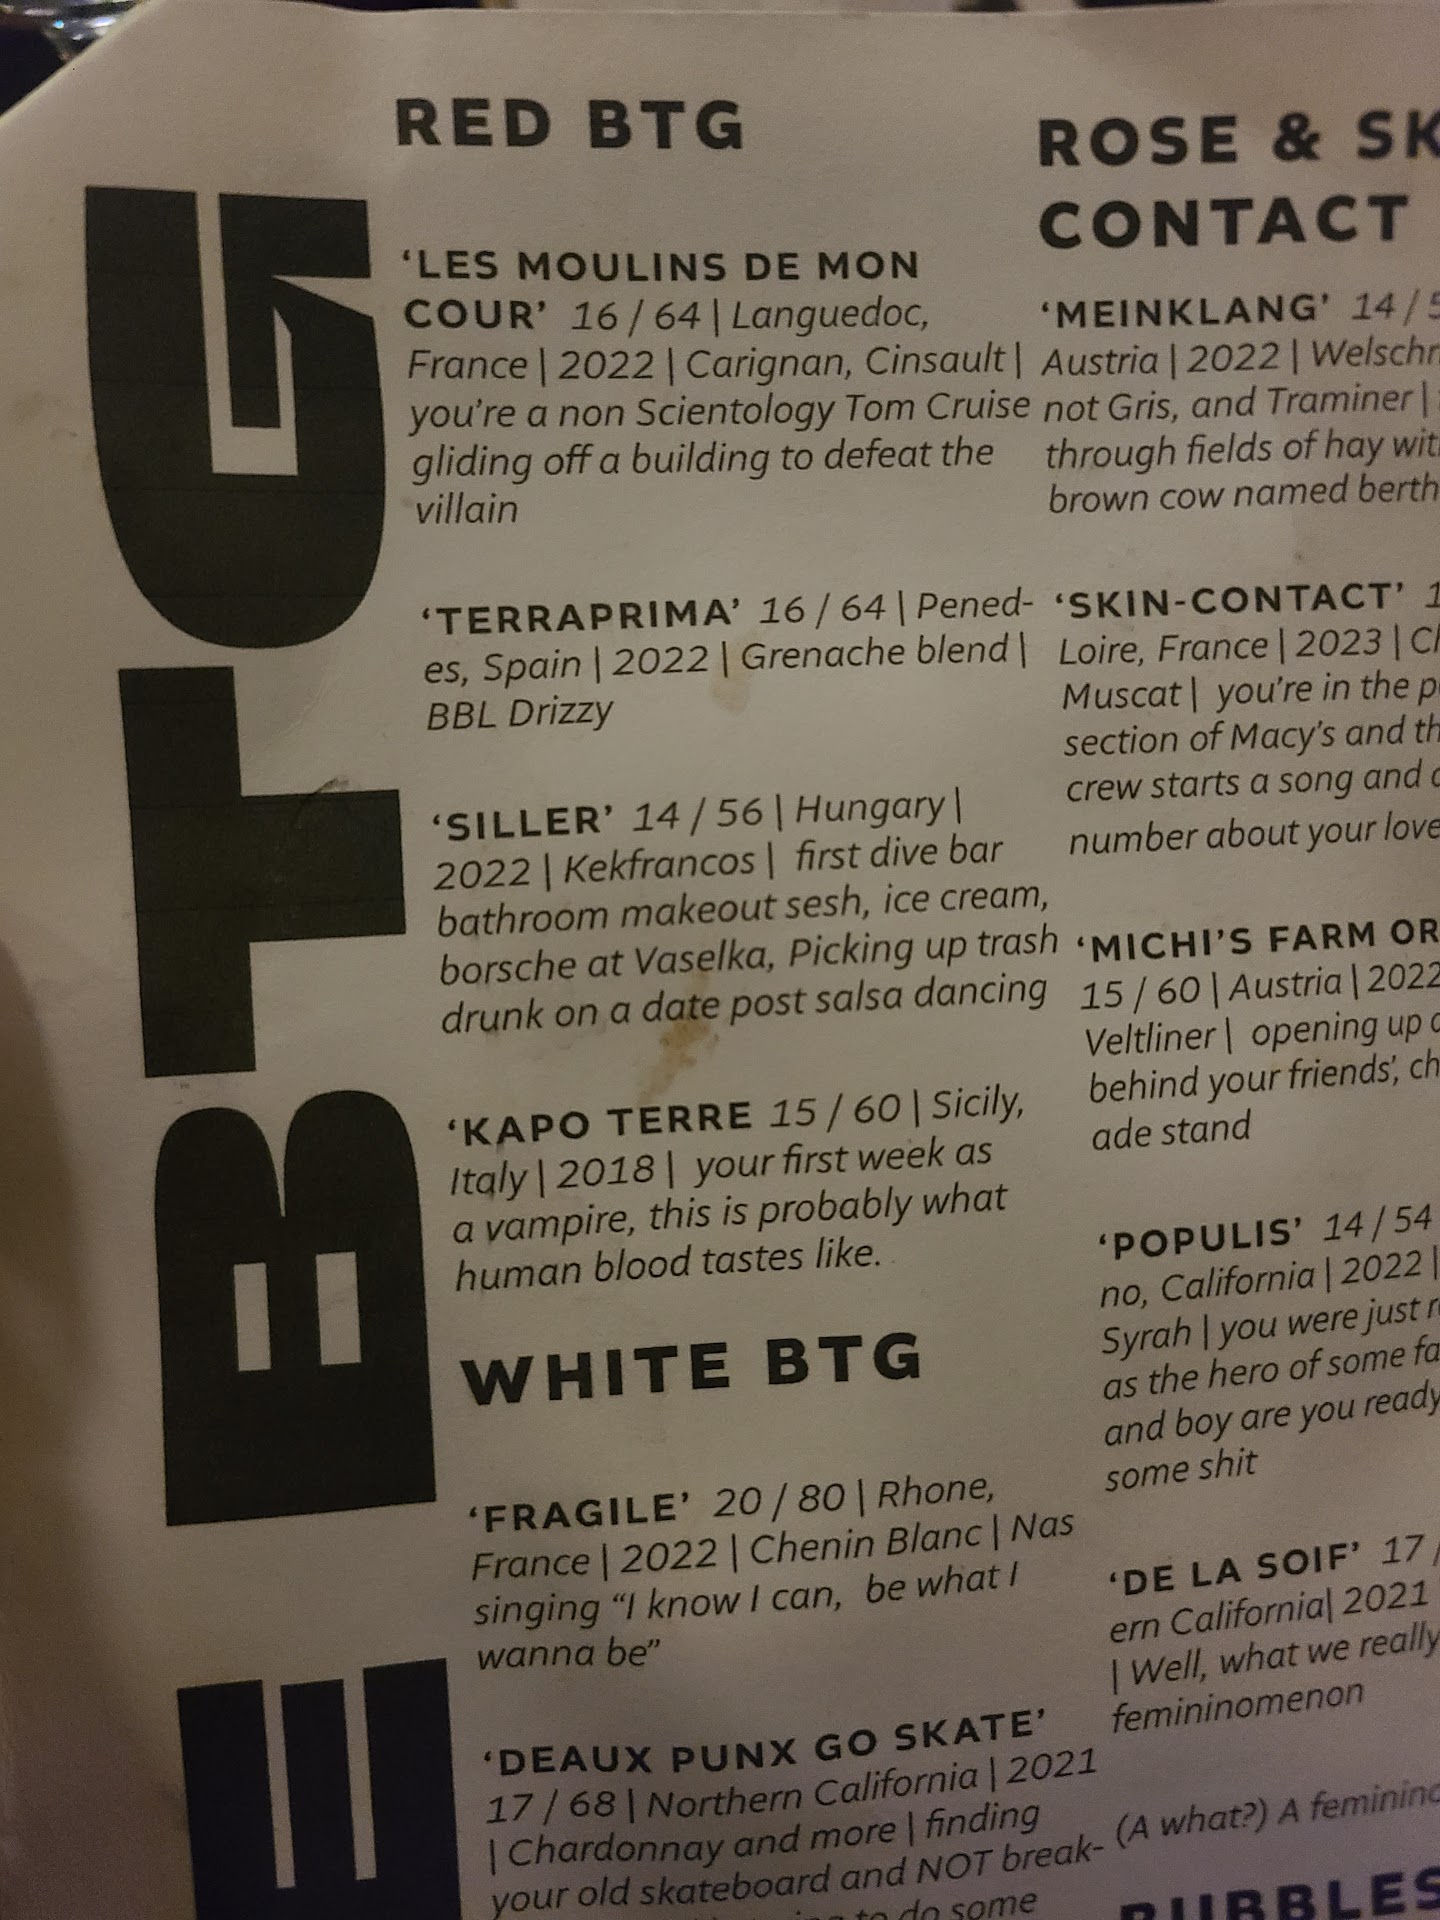 BTG
E
RED BTG
‘LES MOULINS DE MON
COUR’ 16 / 64 | Languedoc,
France | 2022 | Carignan, Cinsault |
you’re a non Scientology Tom Cruise
gliding off a building to defeat the
villain
‘TERRAPRIMA’ 16 / 64 | Pened-
es, Spain | 2022 | Grenache blend |
BBL Drizzy
‘SILLER’ 14 / 56 | Hungary |
2022 | Kekfrancos | first dive bar
bathroom makeout sesh, ice cream,
borsche at Vaselka, Picking up trash
drunk on a date post salsa dancing
‘KAPO TERRE 15 / 60 | Sicily,
Italy | 2018 | your first week as
a vampire, this is probably what
human blood tastes like.
WHITE BTG
‘FRAGILE’ 20 / 80 | Rhone,
France | 2022 | Chenin Blanc | Nas
singing “I know I can, be what I
wanna be”
‘DEAUX PUNX GO SKATE’
17 / 68 | Northern California | 2021
| Chardonnay and more | finding
your old skateboard and NOT break-
to do some
ROSE &
CONTACT
‘MEINKLANG’ 14 /
Austria | 2022 |
not Gris, and Traminer |
through fields of hay
brown cow named
‘SKIN-CONTACT’
Loire, France | 2023 |
Muscat | you’re in the
section of Macy’s and
crew starts a song and
number about your
‘MICHI’S FARM
15 / 60 | Austria | 2022
Veltliner | opening up
behind your friends’,
ade stand
‘POPULIS’ 14 / 54
no, California | 2022 |
Syrah | you were just
as the hero of some
and boy are you ready
some shit
‘DE LA SOIF’ 17 /
ern California| 2021
| Well, what we really
femininomenon
(A what?) A
BUBBLES